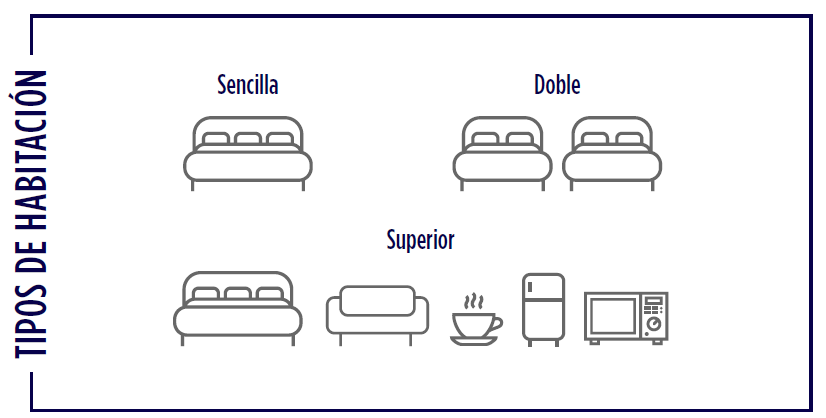 TIPOS DE HABITACIÓN
Sencilla
Doble
Superior